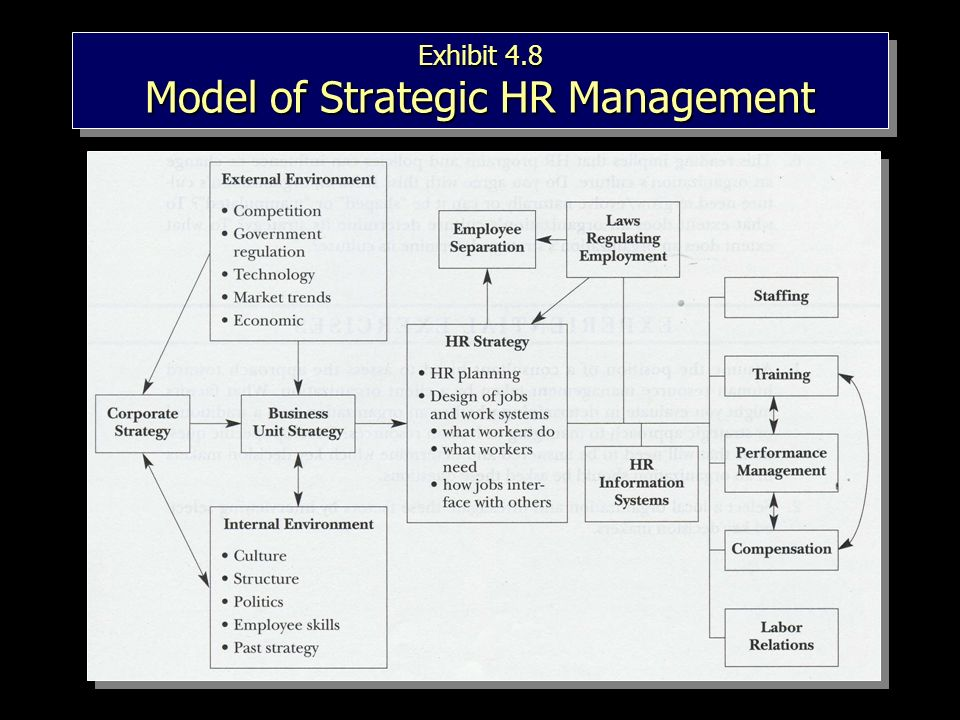 Exhibit 4.8
Model of Strategic HR Management
External Environment
• Competition
• Government
regulation
• Technology
• Market trends
• Economic
Employee
Separation
Laws
Regulating
Employment
Corporate
Strategy
Business
Unit Strategy
HR Strategy
• HR planning
• Design of jobs
and work systems
• what workers do
• what workers
need
• how jobs inter-
face with others
HR
Information
Systems
Staffing
Training
Performance
Management
Compensation
Labor
Relations
Internal Environment
• Culture
• Structure
• Politics
• Employee skills
• Past strategy